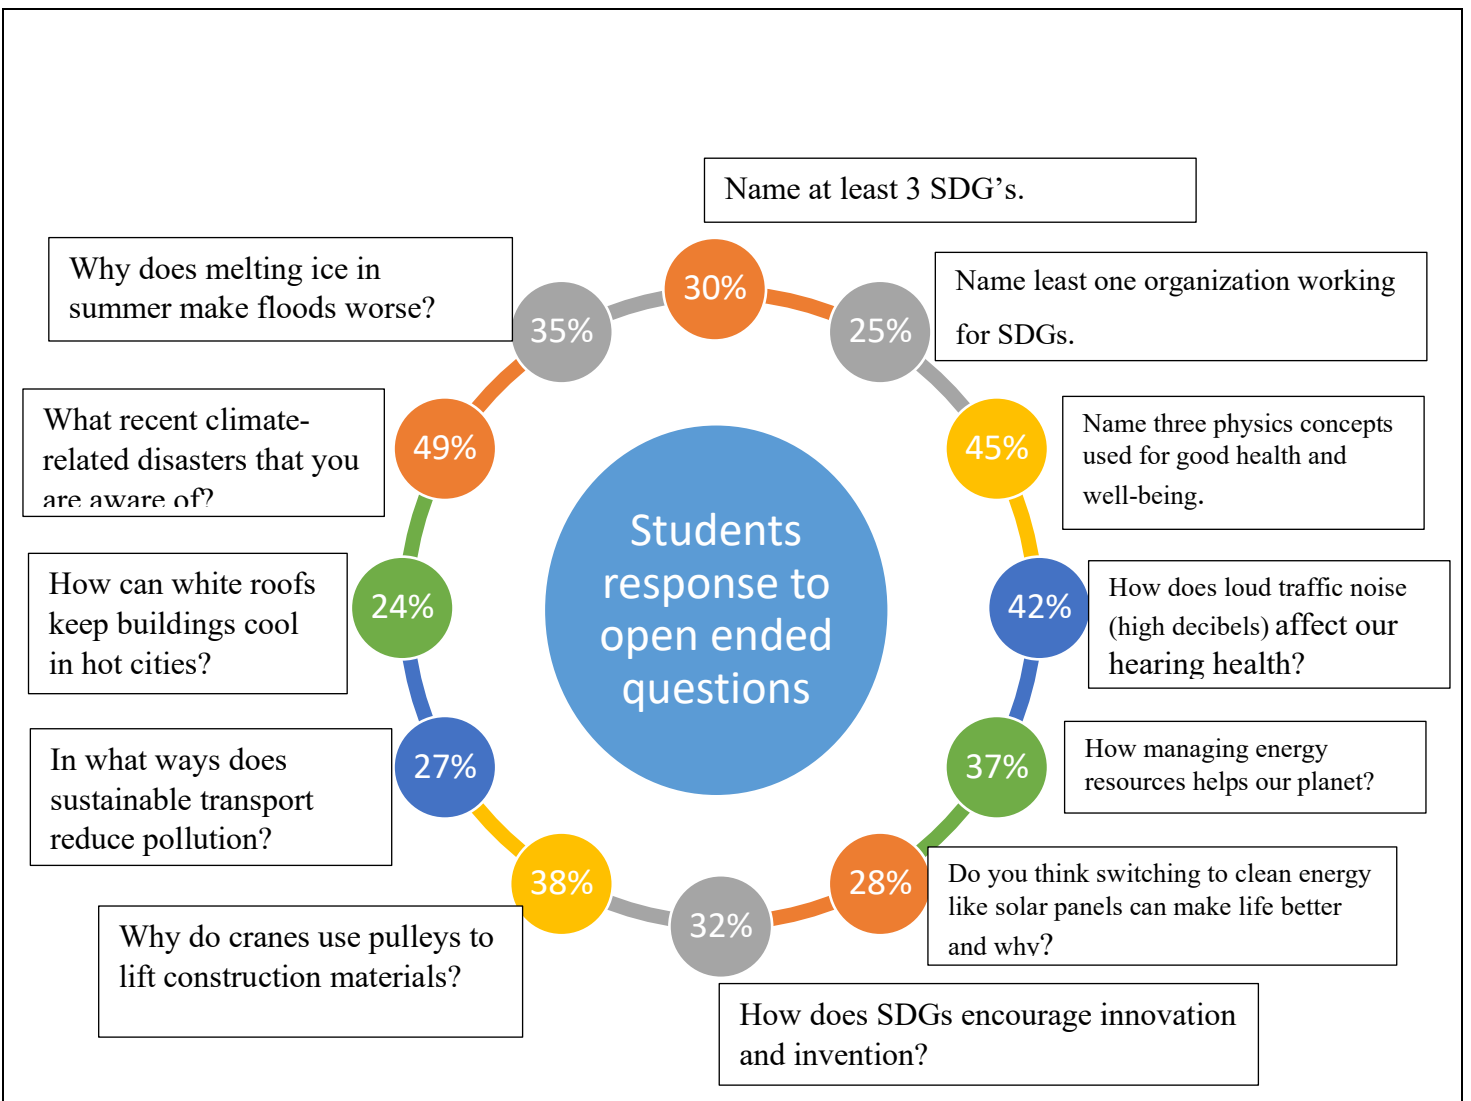 Name at least 3 SDG’s.
30%
Name least one organization working
for SDGs.
25%
Name three physics concepts
used for good health and
well-being.
45%
How does loud traffic noise
(high decibels) affect our
hearing health?
42%
How managing energy
resources helps our planet?
37%
Do you think switching to clean energy
like solar panels can make life better
and why?
28%
How does SDGs encourage innovation
and invention?
32%
Why do cranes use pulleys to
lift construction materials?
38%
In what ways does
sustainable transport
reduce pollution?
27%
How can white roofs
keep buildings cool
in hot cities?
24%
What recent climate-
related disasters that you
are aware of?
49%
Why does melting ice in
summer make floods worse?
35%
Students
response to
open ended
questions